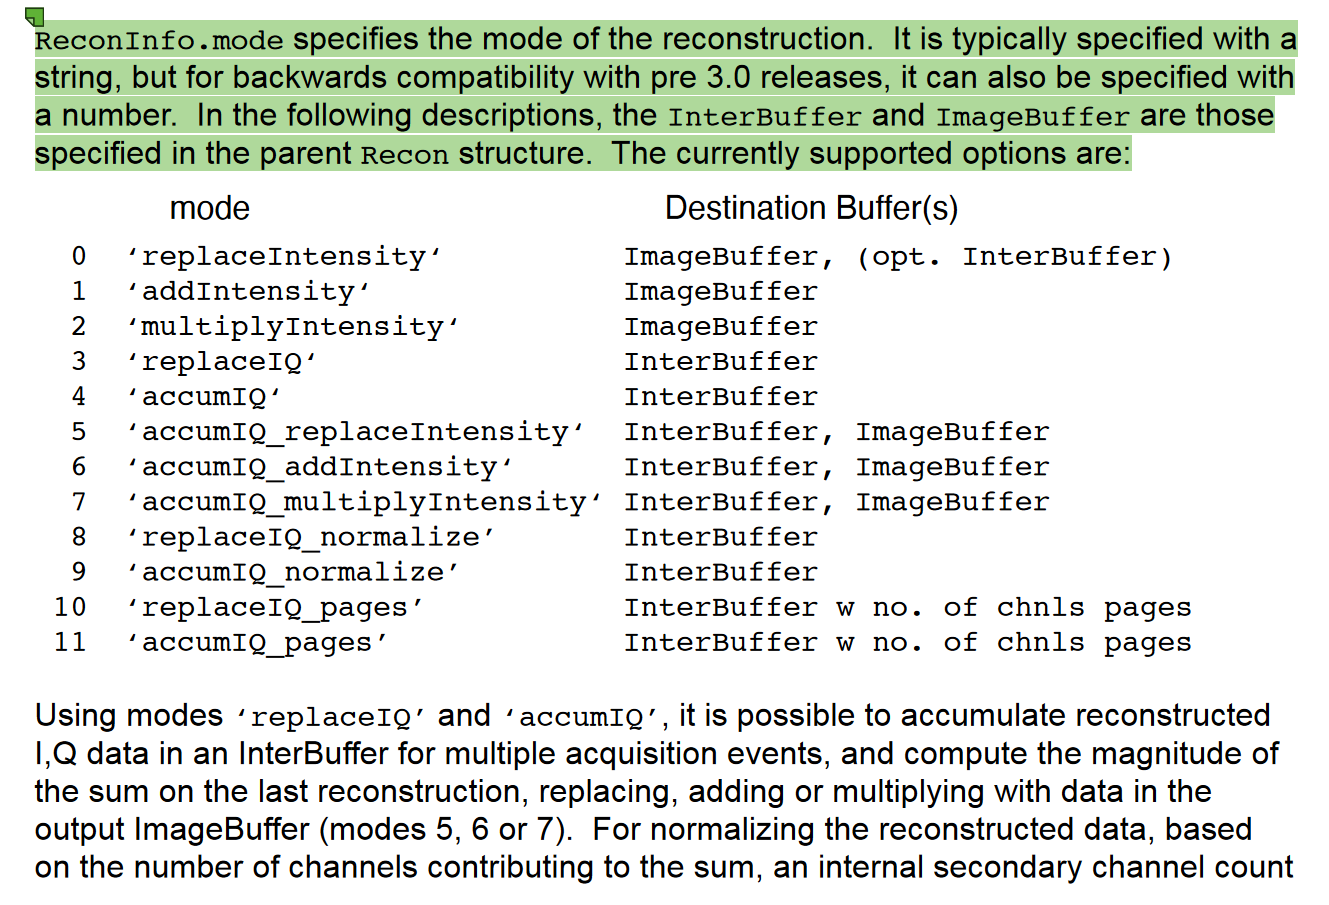 ReconInfo.mode specifies the mode of the reconstruction.  It is typically specified with a
string, but for backwards compatibility with pre 3.0 releases, it can also be specified with
a number.  In the following descriptions, the InterBuffer and ImageBuffer are those
specified in the parent Recon structure.  The currently supported options are:
mode Destination Buffer(s)
0 ‘replaceIntensity‘ ImageBuffer, (opt. InterBuffer)
1 ‘addIntensity‘ ImageBuffer
2 ‘multiplyIntensity‘ ImageBuffer
3 ‘replaceIQ‘ InterBuffer
4 ‘accumIQ‘ InterBuffer
5 ‘accumIQ_replaceIntensity‘ InterBuffer, ImageBuffer
6 ‘accumIQ_addIntensity‘ InterBuffer, ImageBuffer
7 ‘accumIQ_multiplyIntensity‘ InterBuffer, ImageBuffer
8 ‘replaceIQ_normalize’ InterBuffer
9 ‘accumIQ_normalize’ InterBuffer
10 ‘replaceIQ_pages’ InterBuffer w no. of chnls pages
11 ‘accumIQ_pages’ InterBuffer w no. of chnls pages
Using modes ‘replaceIQ’ and ‘accumIQ’, it is possible to accumulate reconstructed
I,Q data in an InterBuffer for multiple acquisition events, and compute the magnitude of
the sum on the last reconstruction, replacing, adding or multiplying with data in the
output ImageBuffer (modes 5, 6 or 7).  For normalizing the reconstructed data, based
on the number of channels contributing to the sum, an internal secondary channel count